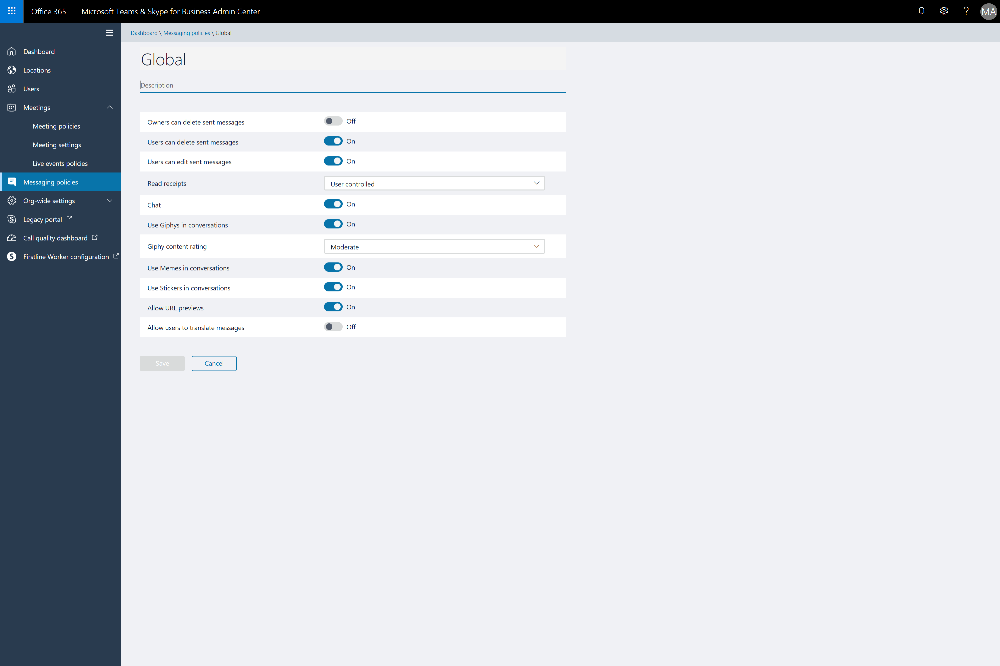 Office 365 Microsoft Teams & Skype for Business Admin Center MA
Dashboard \ Messaging policies \ Global
Dashboard
Locations
Users
Meetings
Meeting policies
Meeting settings
Live events policies
Messaging policies
Org-wide settings
Legacy portal
Call quality dashboard
Firstline Worker configuration
Global
Description
Owners can delete sent messages Off
Users can delete sent messages On
Users can edit sent messages On
Read receipts User controlled
Chat On
Use Giphys in conversations On
Giphy content rating Moderate
Use Memes in conversations On
Use Stickers in conversations On
Allow URL previews On
Allow users to translate messages Off
Save Cancel